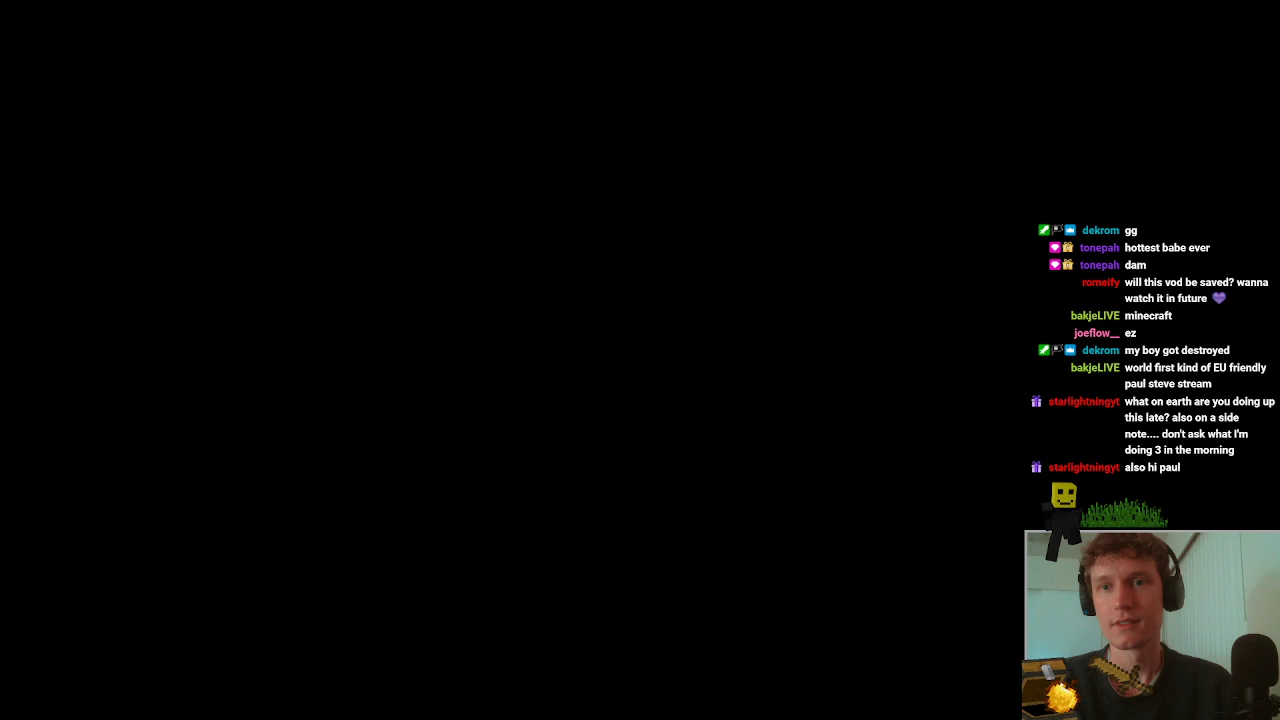 dekrom gg
tonepah hottest babe ever
tonepah dam
romeify will this vod be saved? wanna
watch it in future
bakjeLIVE minecraft
joeflow__ ez
dekrom my boy got destroyed
bakjeLIVE world first kind of EU friendly
paul steve stream
starlightningyt what on earth are you doing up
this late? also on a side
note.... don't ask what I'm
doing 3 in the morning
starlightningyt also hi paul